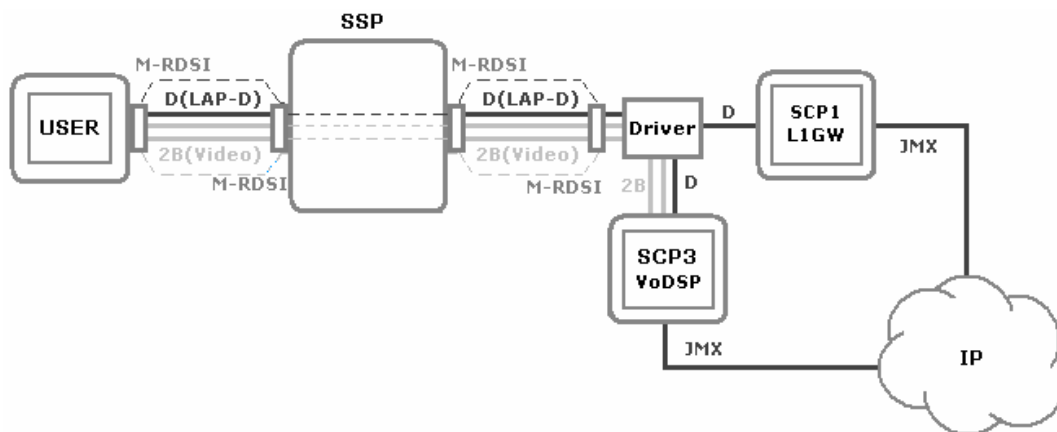 SSP
M-RDSI
M-RDSI
D(LAP-D)
D(LAP-D)
USER
Driver
D
SCP1
L1GW
JMX
2B(Video)
2B(Video)
M-RDSI
M-RDSI
2B
D
SCP3
VoDSP
JMX
IP